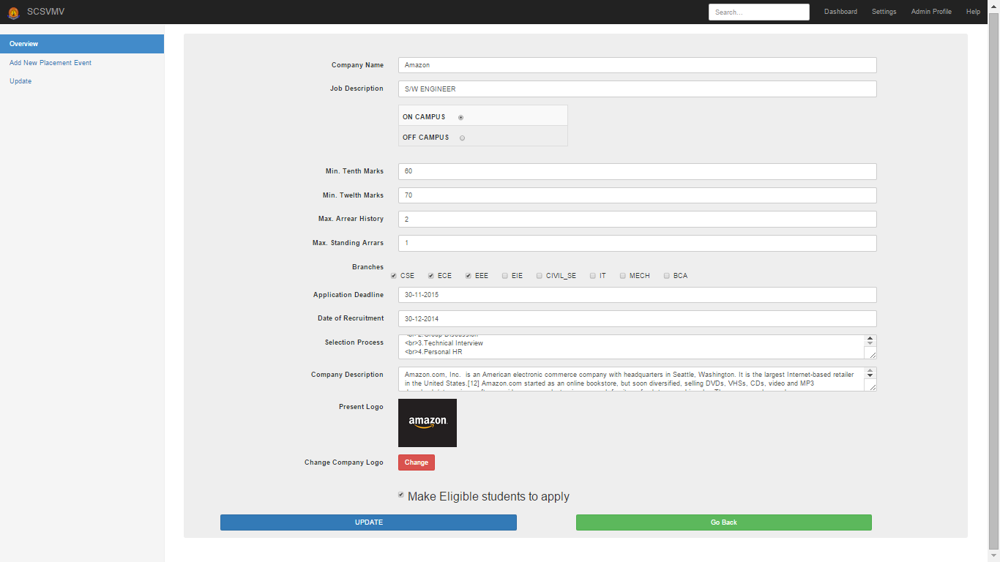 SCSVMV
Search...
Dashboard
Settings
Admin Profile
Help
Overview
Add New Placement Event
Update
Company Name
Amazon
Job Description
S/W ENGINEER
ON CAMPUS
OFF CAMPUS
Min. Tenth Marks
60
Min. Twelth Marks
70
Max. Arrear History
2
Max. Standing Arrars
1
Branches
CSE ECE EEE EIE CIVIL_SE IT MECH BCA
Application Deadline
30-11-2015
Date of Recruitment
30-12-2014
Selection Process
<br>2.Group Discussion
<br>3.Technical Interview
<br>4.Personal HR
Company Description
Amazon.com, Inc. is an American electronic commerce company with headquarters in Seattle, Washington. It is the largest Internet-based retailer
in the United States.[12] Amazon.com started as an online bookstore, but soon diversified, selling DVDs, VHSs, CDs, video and MP3
Present Logo
amazon
Change Company Logo
Change
Make Eligible students to apply
UPDATE
Go Back